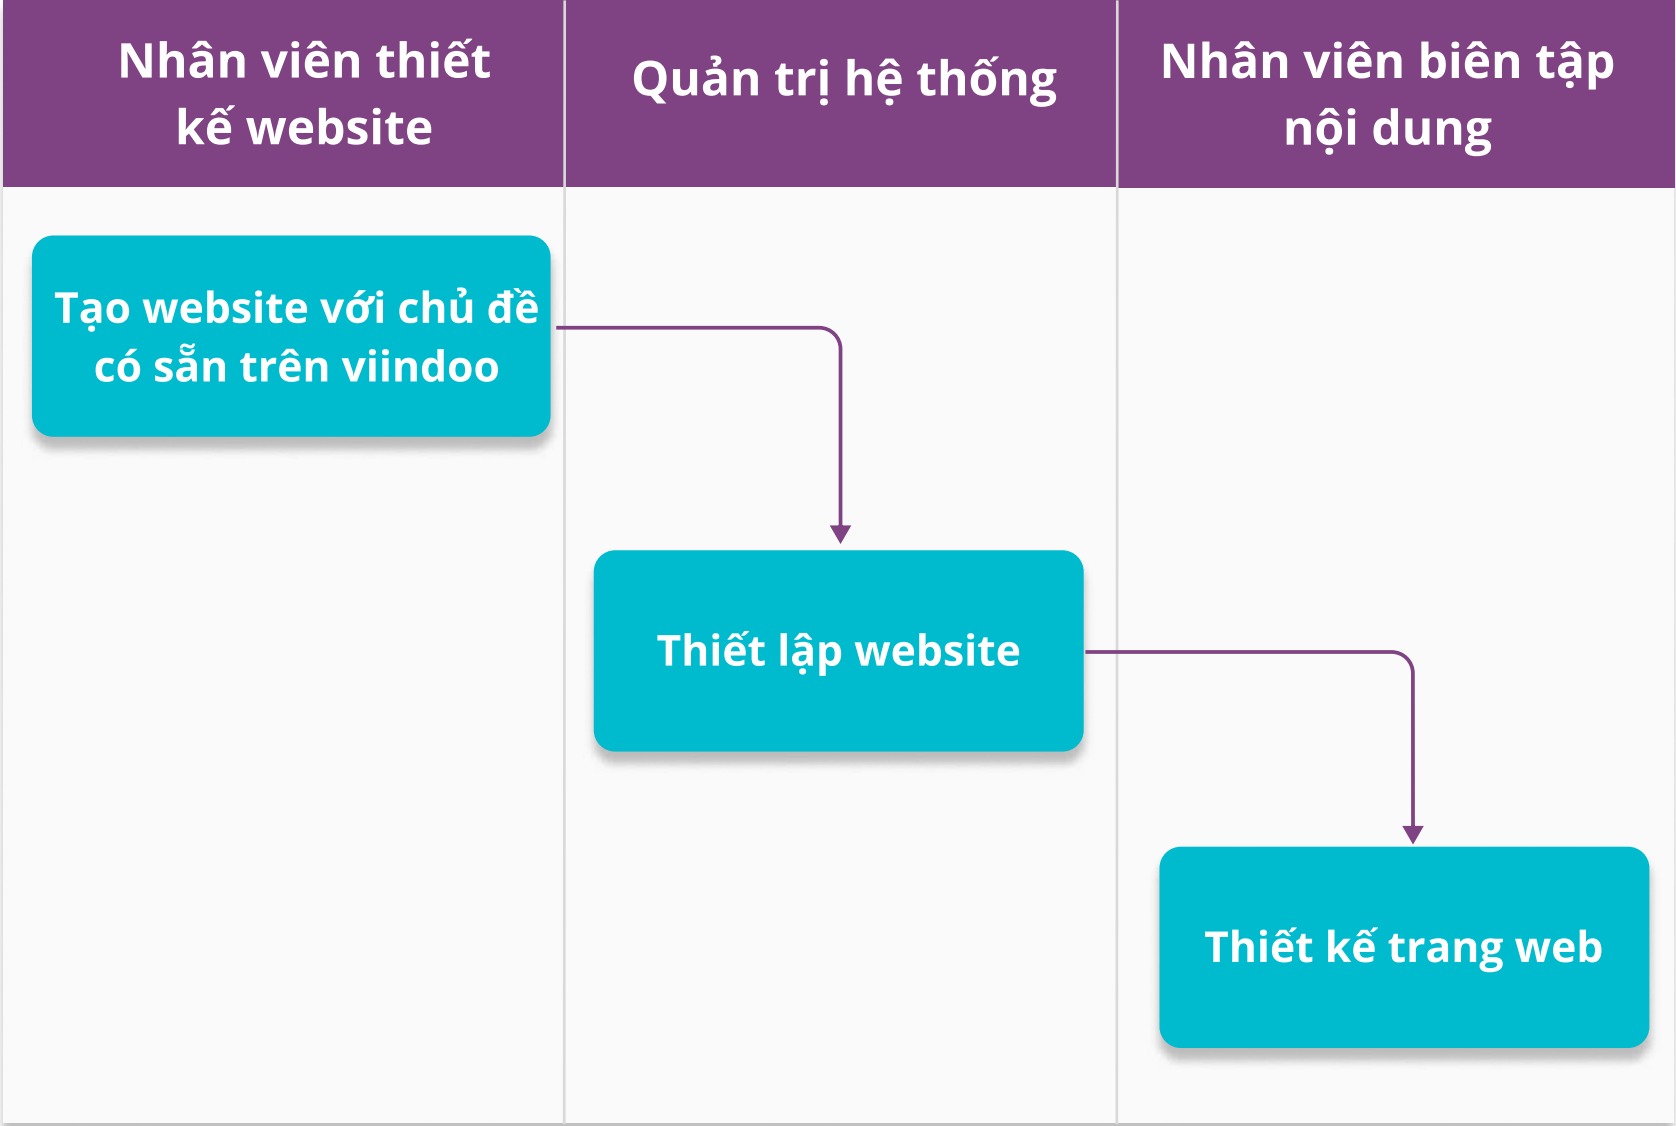 Nhân viên thiết
kế website
Quản trị hệ thống
Nhân viên biên tập
nội dung
Tạo website với chủ đề
có sẵn trên viindoo
Thiết lập website
Thiết kế trang web